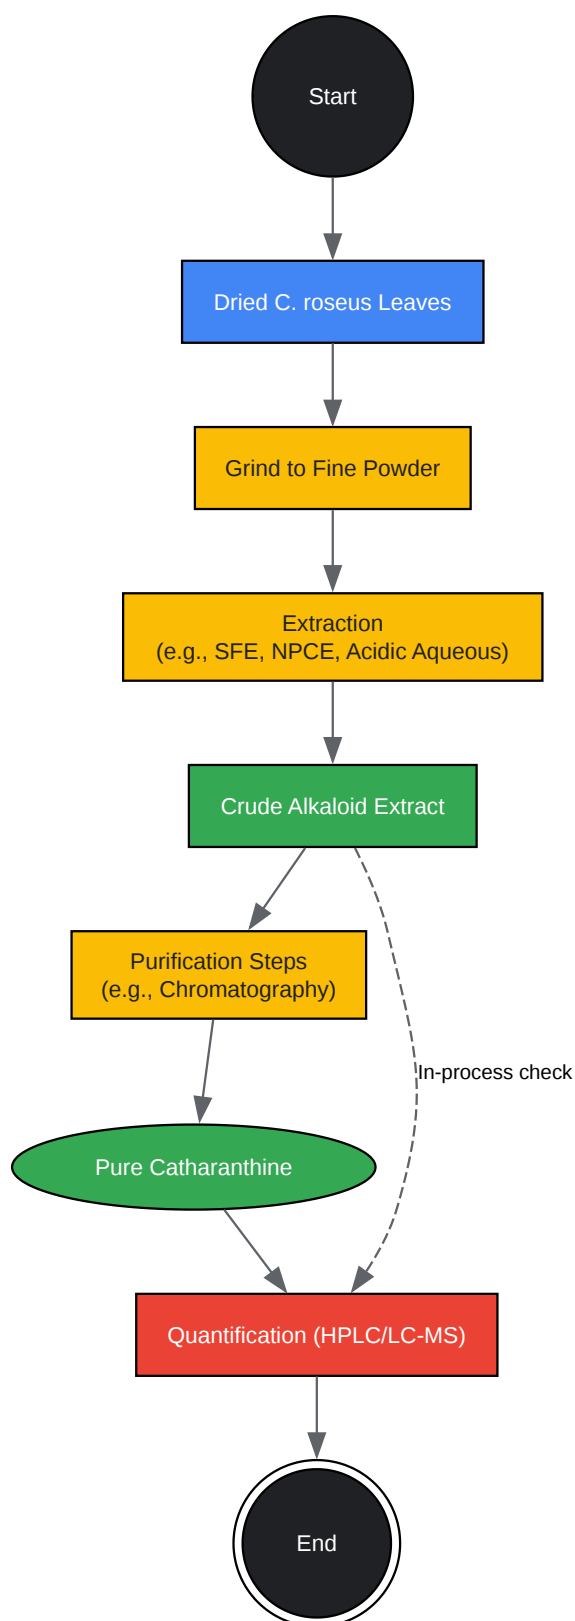 Start
Dried C. roseus Leaves
Grind to Fine Powder
Extraction
(e.g., SFE, NPCE, Acidic Aqueous)
Crude Alkaloid Extract
Purification Steps
(e.g., Chromatography)
In-process check
Pure Catharanthine
Quantification (HPLC/LC-MS)
End